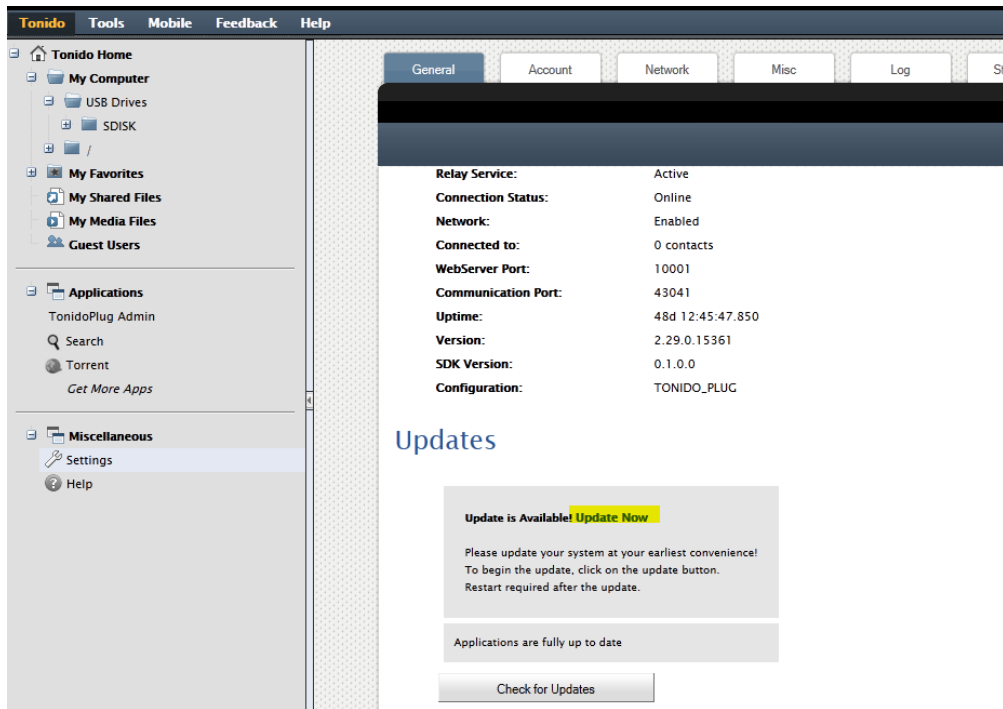 Tonido Tools Mobile Feedback Help
Tonido Home
My Computer
USB Drives
SDISK
/
My Favorites
My Shared Files
My Media Files
Guest Users
Applications
TonidoPlug Admin
Search
Torrent
Get More Apps
Miscellaneous
Settings
Help
General Account Network Misc Log
Relay Service: Active
Connection Status: Online
Network: Enabled
Connected to: 0 contacts
WebServer Port: 10001
Communication Port: 43041
Uptime: 48d 12:45:47.850
Version: 2.29.0.15361
SDK Version: 0.1.0.0
Configuration: TONIDO_PLUG
Updates
Update is Available! Update Now
Please update your system at your earliest convenience!
To begin the update, click on the update button.
Restart required after the update.
Applications are fully up to date
Check for Updates